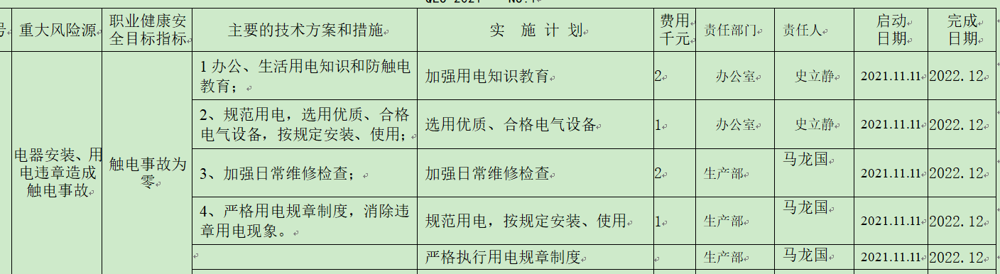 号
重大风险源
职业健康安
全目标指标
主要的技术方案和措施
实 施 计 划
费用
千元
责任部门
责任人
启动
日期
完成
日期
电器安装、用
电违章造成
触电事故
触电事故为
零
1 办公、生活用电知识和防触电
教育；
加强用电知识教育
2
办公室
史立静
2021.11.11
2022.12
2、规范用电，选用优质、合格
电气设备，按规定安装、使用；
选用优质、合格电气设备
1
办公室
史立静
2021.11.11
2022.12
3、加强日常维修检查；
加强日常维修检查
2
生产部
马龙国
2021.11.11
2022.12
4、严格用电规章制度，消除违
章用电现象。
规范用电，按规定安装、使用
1
生产部
马龙国
2021.11.11
2022.12
严格执行用电规章制度
生产部
马龙国
2021.11.11
2022.12